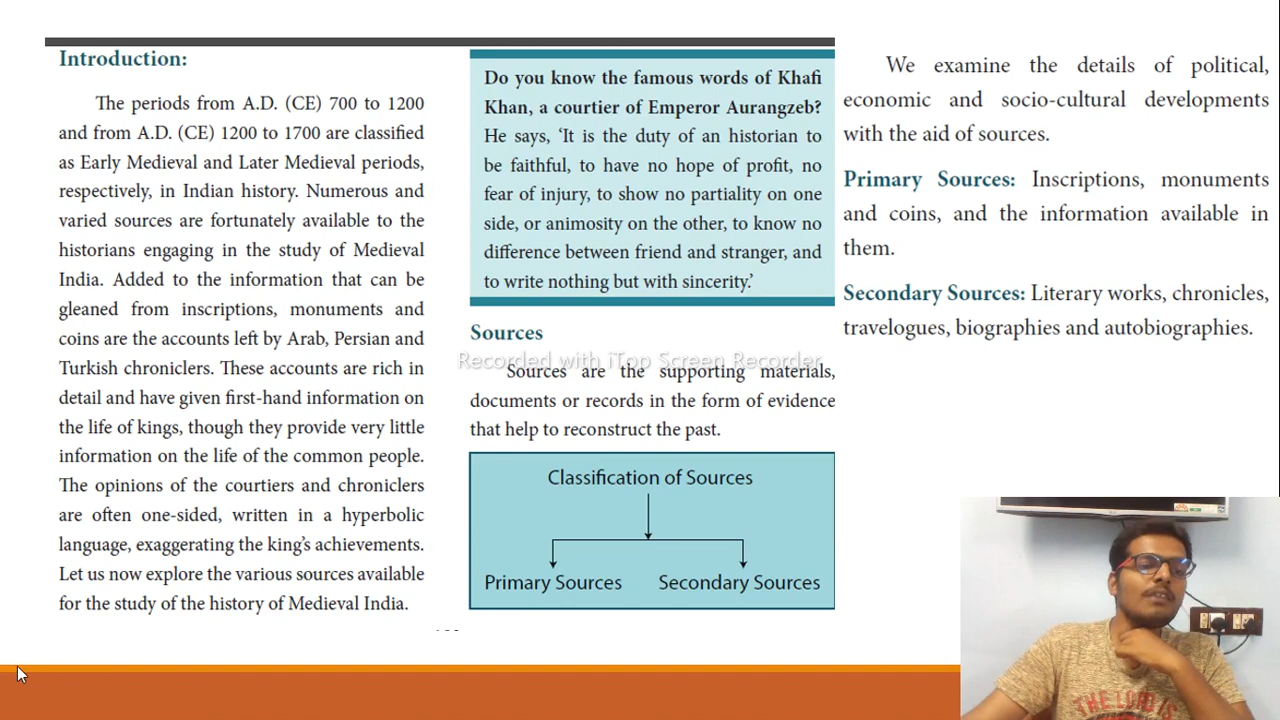 Introduction:
The periods from A.D. (CE) 700 to 1200
and from A.D. (CE) 1200 to 1700 are classified
as Early Medieval and Later Medieval periods,
respectively, in Indian history. Numerous and
varied sources are fortunately available to the
historians engaging in the study of Medieval
India. Added to the information that can be
gleaned from inscriptions, monuments and
coins are the accounts left by Arab, Persian and
Turkish chroniclers. These accounts are rich in
detail and have given first-hand information on
the life of kings, though they provide very little
information on the life of the common people.
The opinions of the courtiers and chroniclers
are often one-sided, written in a hyperbolic
language, exaggerating the king's achievements.
Let us now explore the various sources available
for the study of the history of Medieval India.
Do you know the famous words of Khafi
Khan, a courtier of Emperor Aurangzeb?
He says, ‘It is the duty of an historian to
be faithful, to have no hope of profit, no
fear of injury, to show no partiality on one
side, or animosity on the other, to know no
difference between friend and stranger, and
to write nothing but with sincerity.’
Sources
Recorded with iTop Screen Recorder
Sources are the supporting materials,
documents or records in the form of evidence
that help to reconstruct the past.
Classification of Sources
Primary Sources
Secondary Sources
We examine the details of political,
economic and socio-cultural developments
with the aid of sources.
Primary Sources: Inscriptions, monuments
and coins, and the information available in
them.
Secondary Sources: Literary works, chronicles,
travelogues, biographies and autobiographies.
THE LORD IS